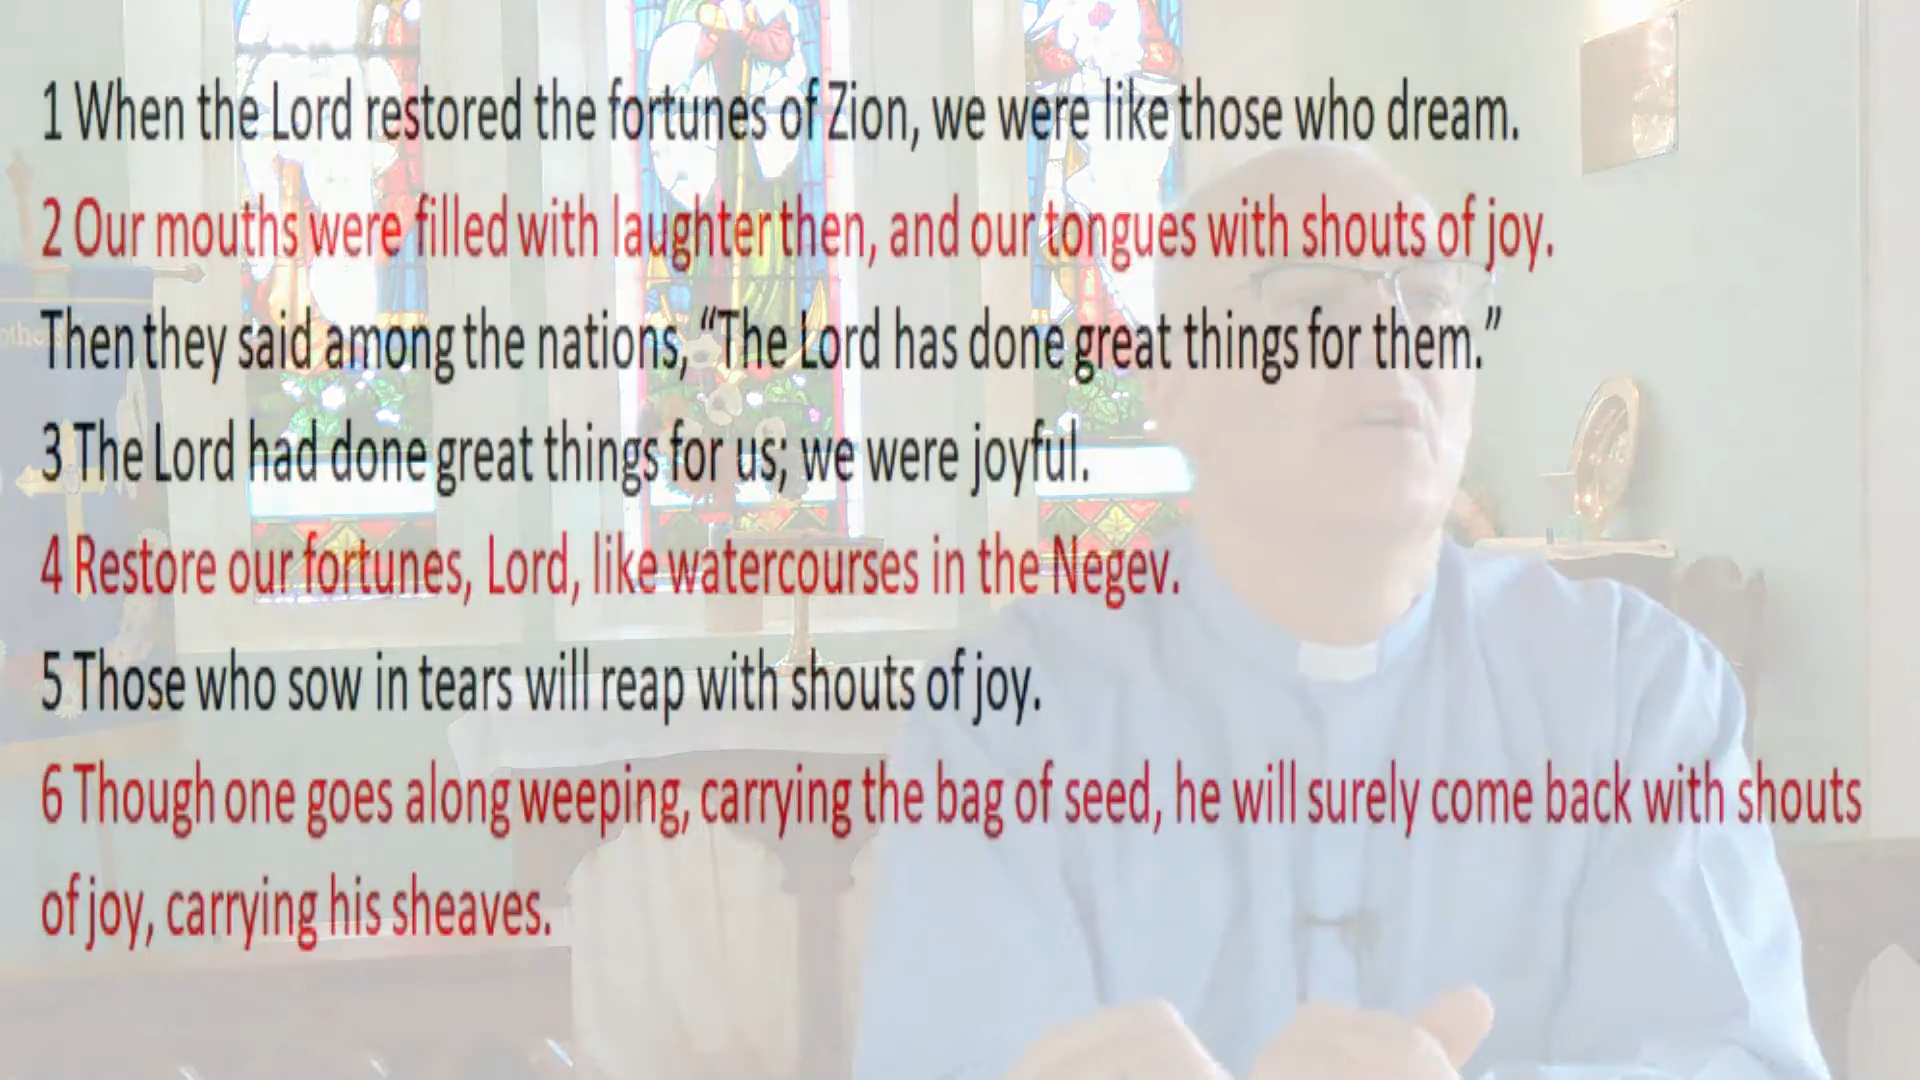 1 When the Lord restored the fortunes of Zion, we were like those who dream.
2 Our mouths were filled with laughter then, and our tongues with shouts of joy.
Then they said among the nations, “The Lord has done great things for them.”
3 The Lord had done great things for us; we were joyful.
4 Restore our fortunes, Lord, like watercourses in the Negev.
5 Those who sow in tears will reap with shouts of joy.
6 Though one goes along weeping, carrying the bag of seed, he will surely come back with shouts
of joy, carrying his sheaves.